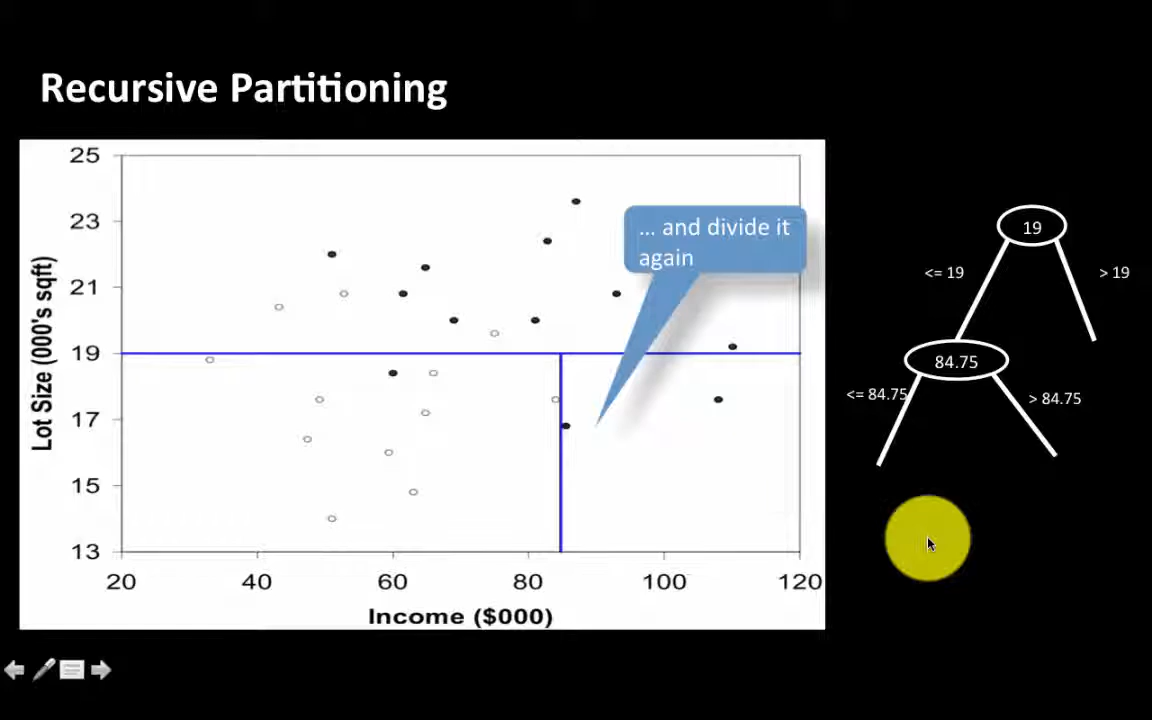 Recursive Partitioning
25
23
21
19
17
15
13
Lot Size (000's sqft)
20 40 60 80 100 120
Income ($000)
... and divide it
again
19
<= 19
> 19
84.75
<= 84.75
> 84.75